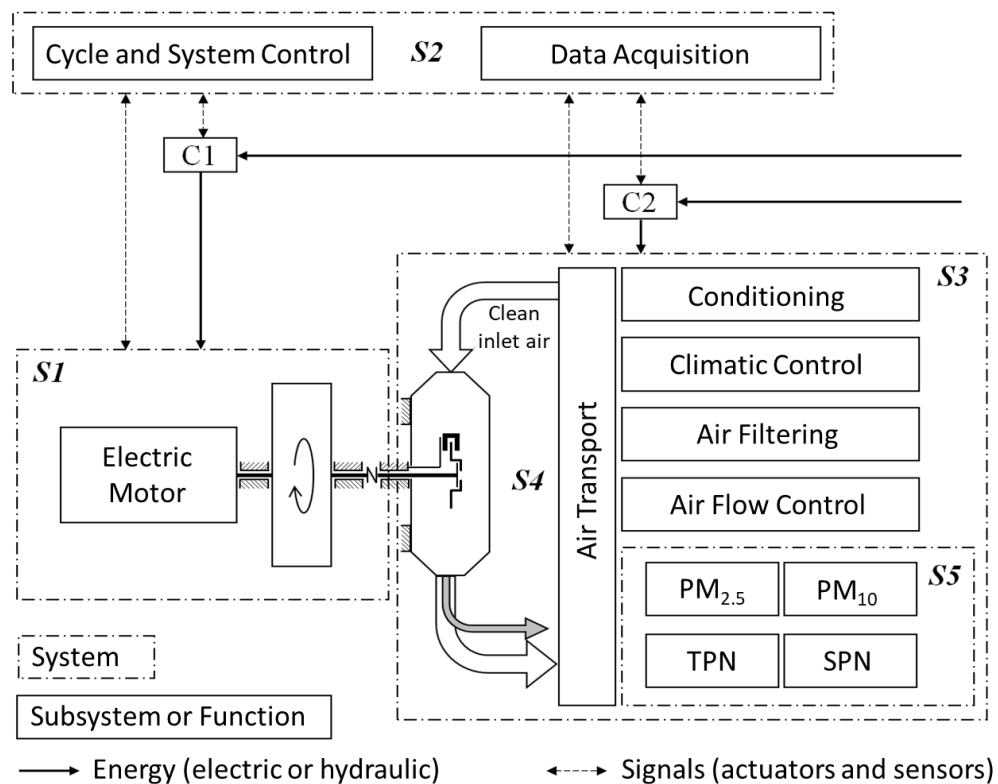 Cycle and System Control
S2
Data Acquisition
C1
C2
S3
Conditioning
Clean
inlet air
Climatic Control
S1
Air Filtering
Electric
Motor
S4
Air Transport
Air Flow Control
S5
PM2.5
PM10
TPN
SPN
System
Subsystem or Function
Energy (electric or hydraulic)
Signals (actuators and sensors)